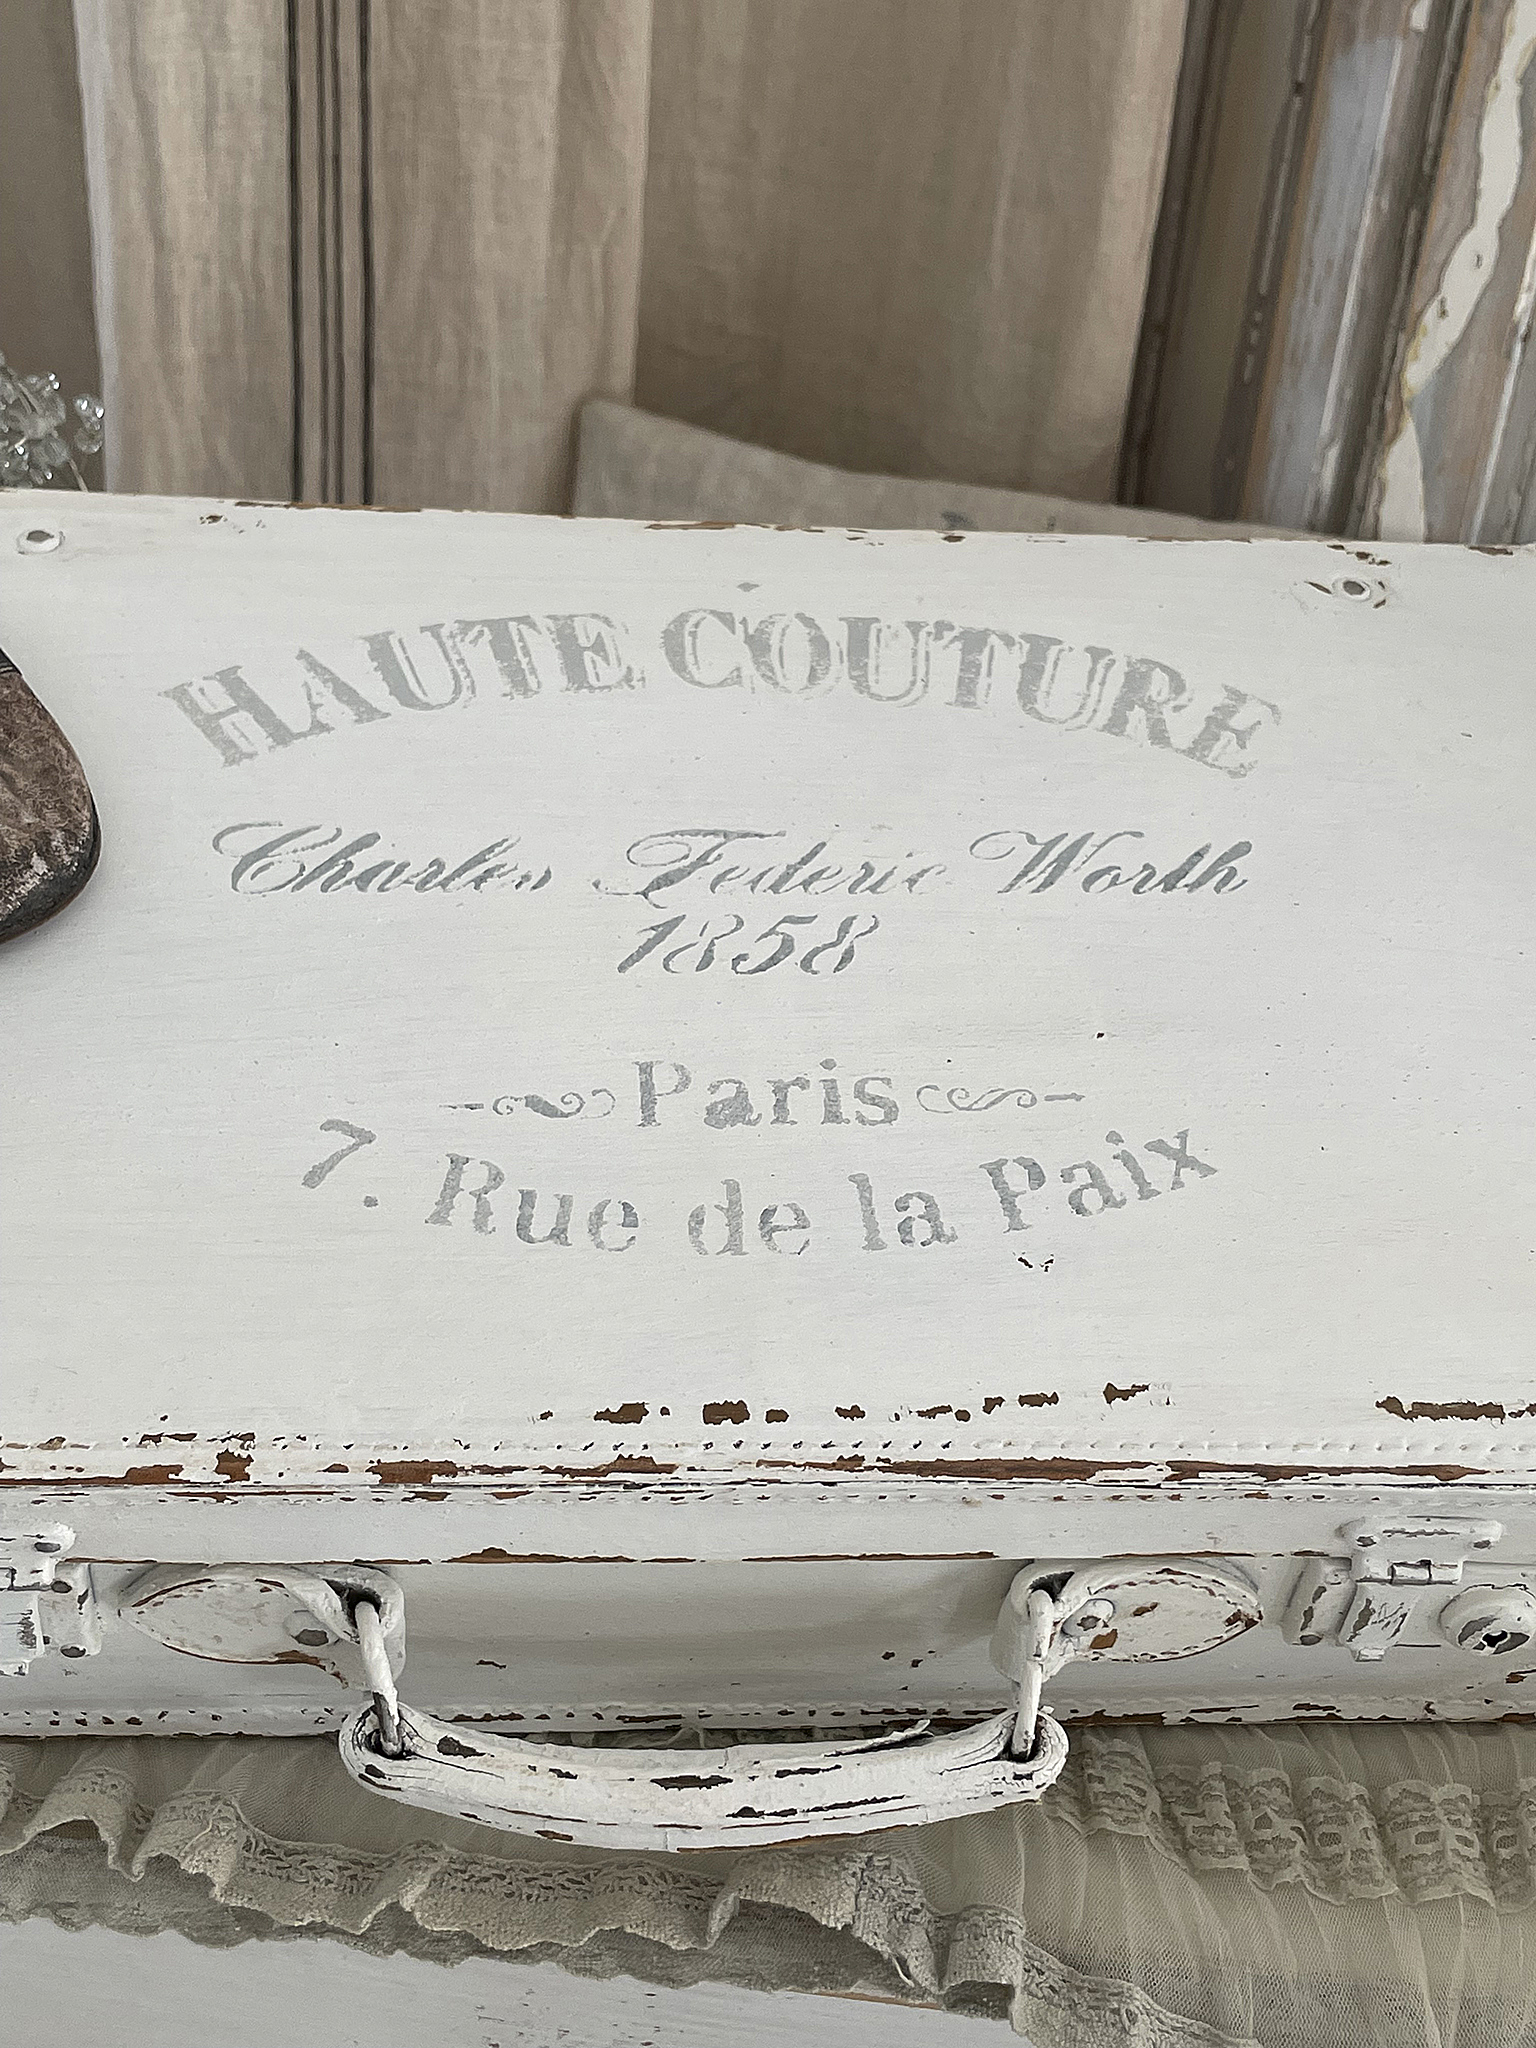 HAUTE COUTURE
Charles Federic Worth
1858
Paris
7. Rue de la Paix